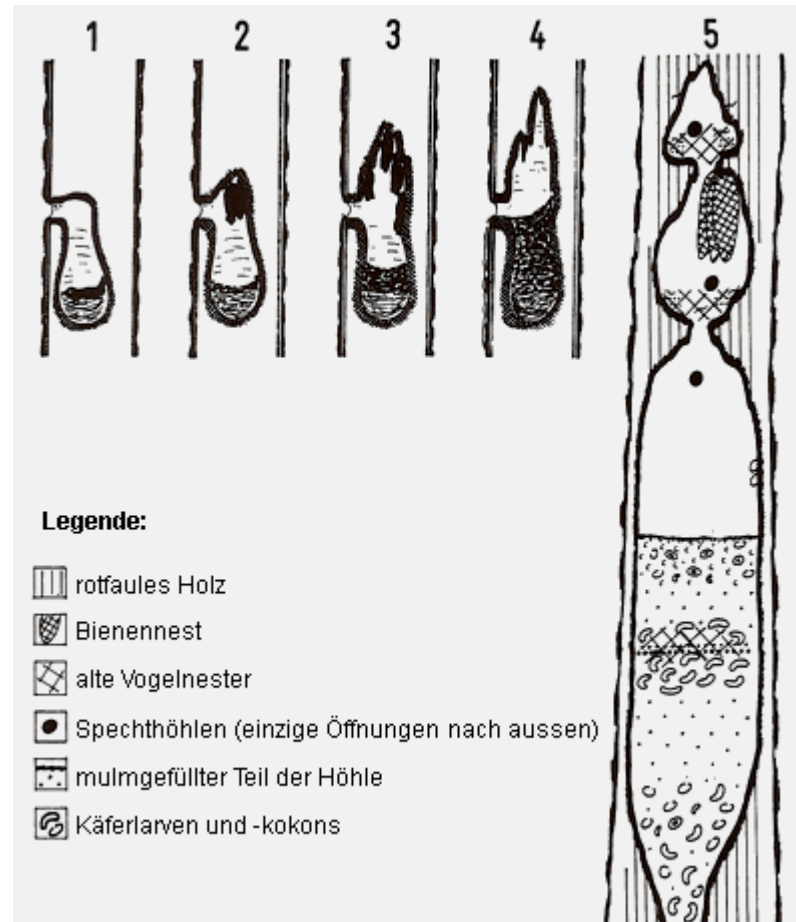 1 2 3 4 5
Legende:
rotfaules Holz
Bienennest
alte Vogelnester
Spechthöhlen (einzige Öffnungen nach aussen)
mulmgefüllter Teil der Höhle
Käferlarven und -kokons